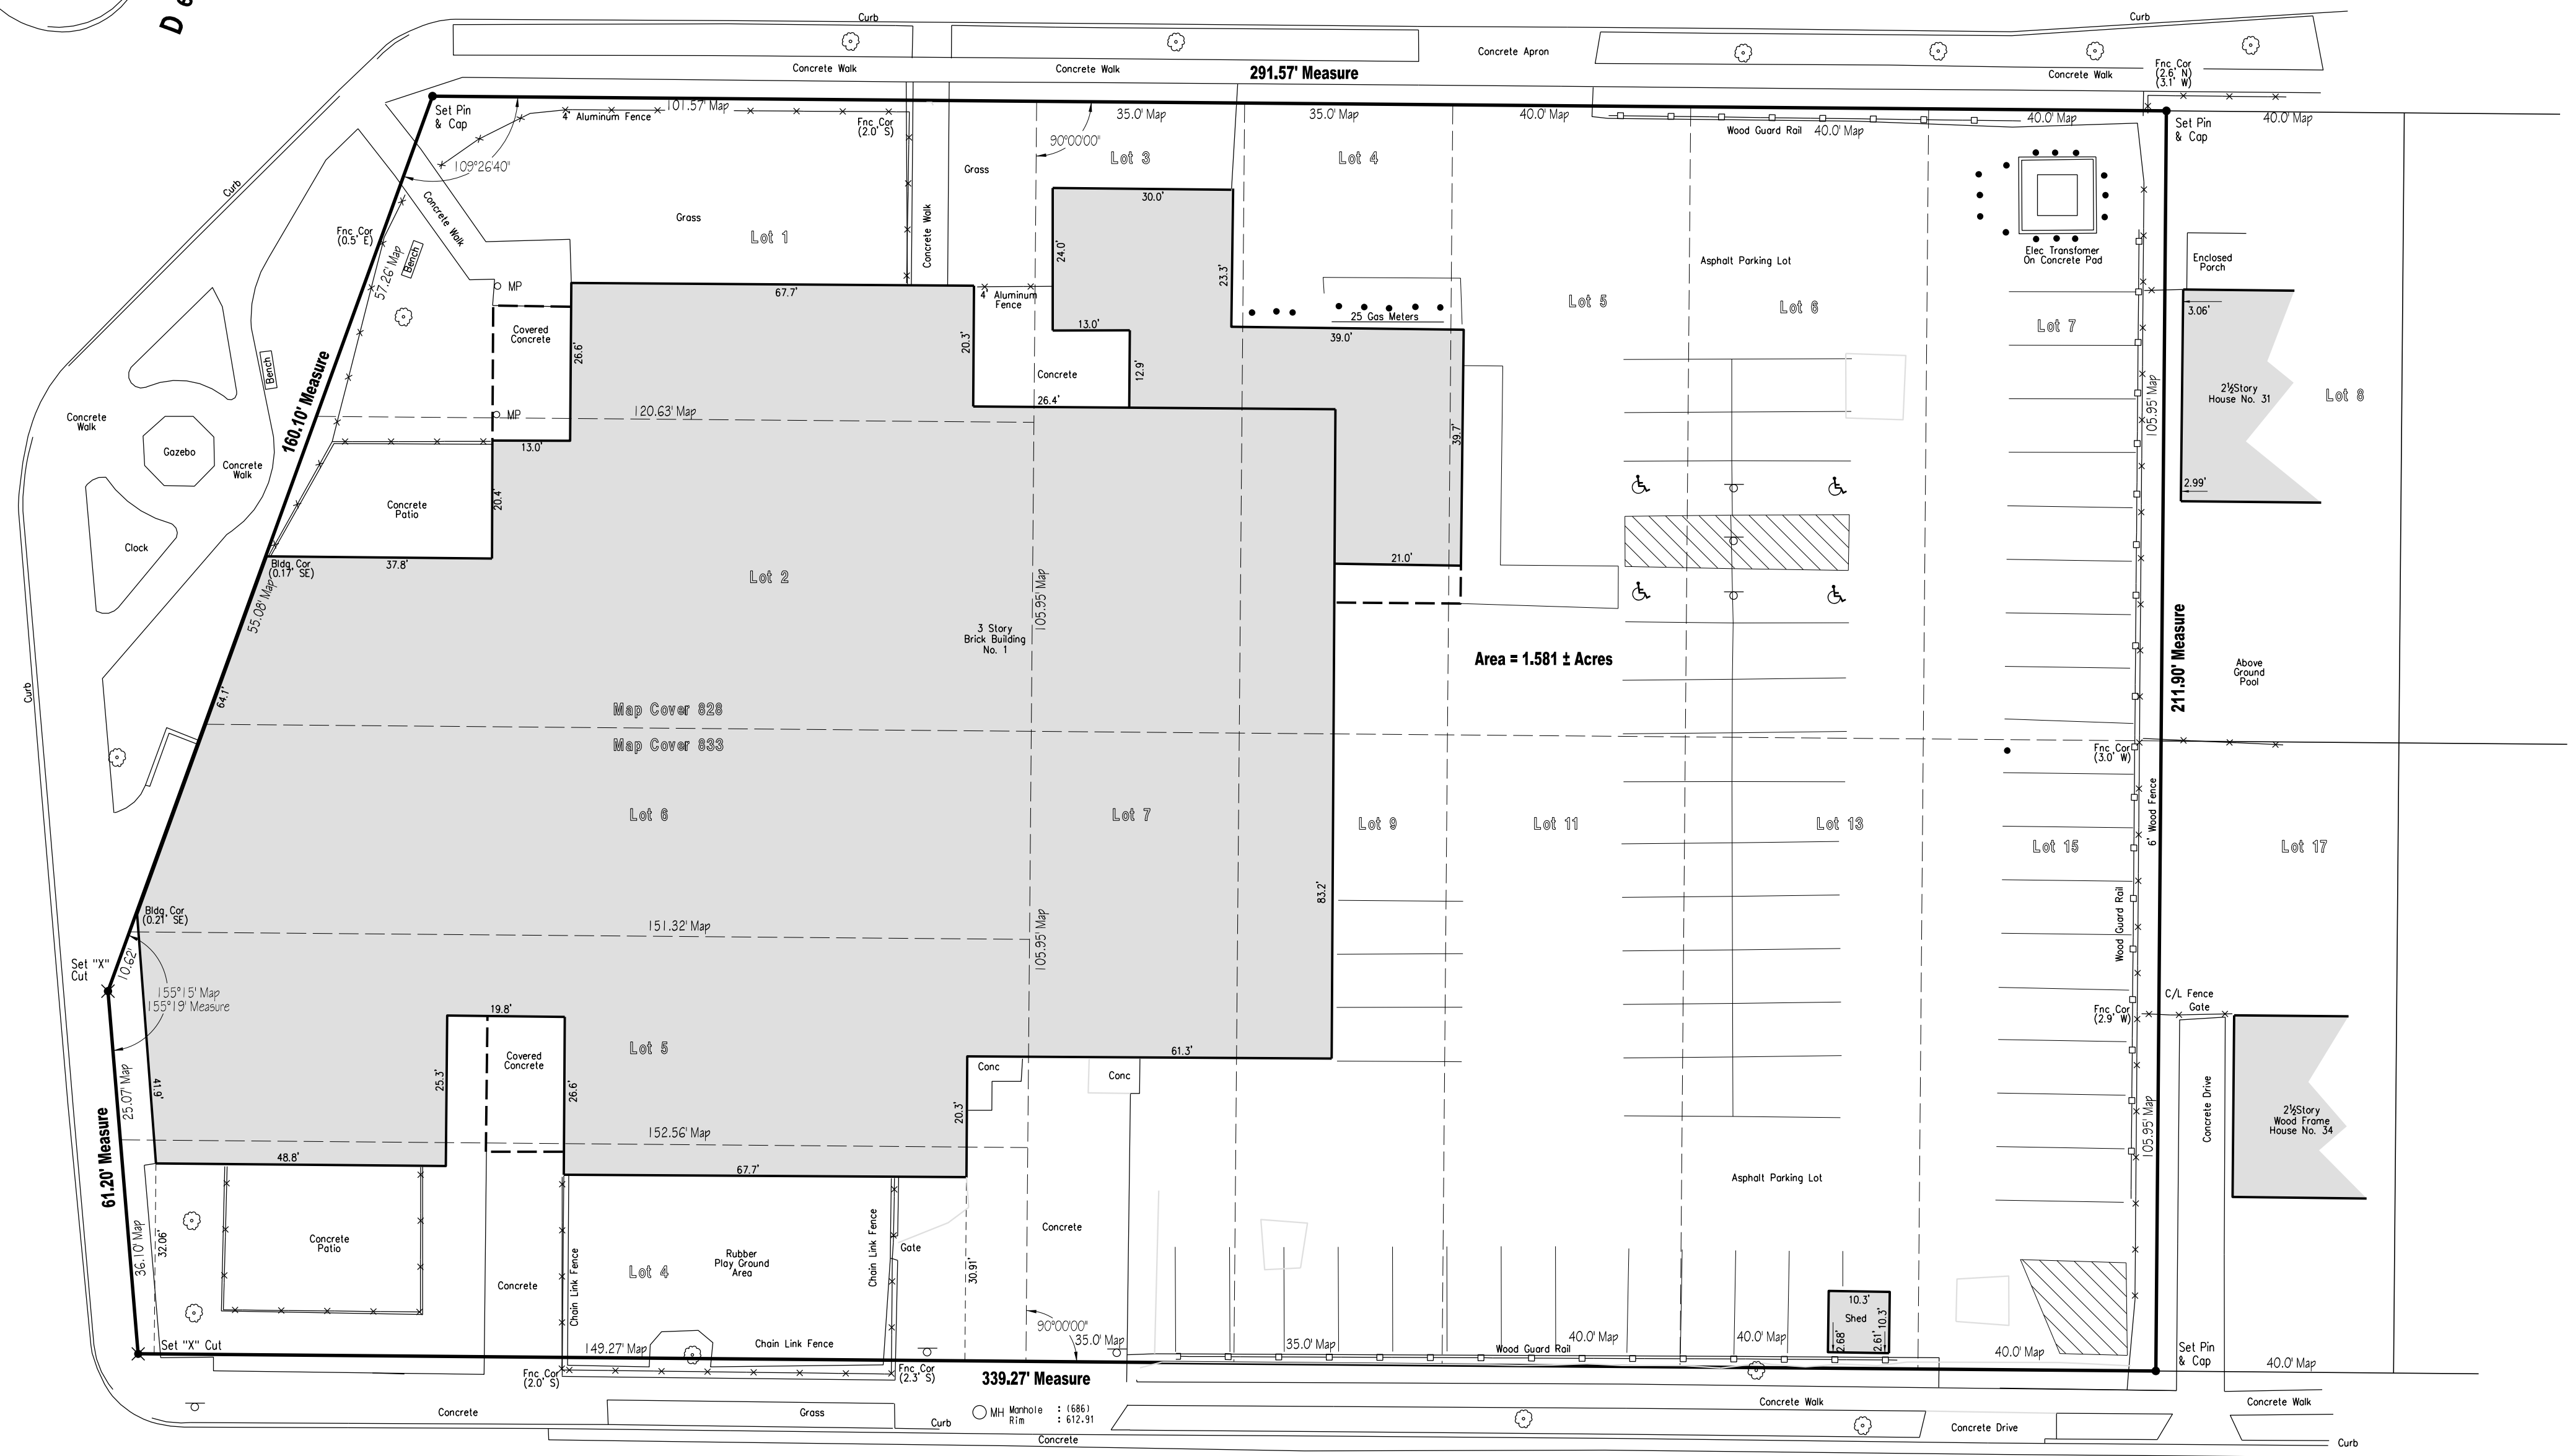 De
Curb
Curb
Concrete Apron
Concrete Walk
Concrete Walk
Concrete Walk
291.57' Measure
Fnc Cor
(2.6' N)
(3.1' W)
Set Pin
& Cap
101.57' Map
4' Aluminum Fence
Fnc Cor
(2.0' S)
35.0' Map
35.0' Map
40.0' Map
Wood Guard Rail
40.0' Map
40.0' Map
40.0' Map
Set Pin
& Cap
90°00'00"
109°26'40"
Lot 3
Lot 4
Grass
Curb
Concrete Walk
Grass
Lot 1
Concrete Walk
30.0'
24.0'
23.3'
Fnc Cor
(0.5' E)
57.26' Map
Bench
Asphalt Parking Lot
Elec Transfomer
On Concrete Pad
Enclosed
Porch
MP
67.7'
4' Aluminum
Fence
Lot 5
Lot 6
Lot 7
3.06'
Covered
Concrete
26.6'
20.3'
13.0'
25 Gas Meters
39.0'
Bench
160.10' Measure
Concrete
12.9'
26.4'
105.95' Map
2½Story
House No. 31
Lot 8
Concrete
Walk
MP
120.63' Map
39.7'
Gazebo
Concrete
Walk
13.0'
20.4'
Concrete
Patio
2.99'
Clock
Bldg Cor
(0.17' SE)
37.8'
21.0'
55.08' Map
Lot 2
105.95' Map
3 Story
Brick Building
No. 1
Area = 1.581 ± Acres
211.90' Measure
Above
Ground
Pool
Curb
64.1'
Map Cover 828
Map Cover 833
Fnc Cor
(3.0' W)
6' Wood Fence
Lot 6
Lot 7
Lot 9
Lot 11
Lot 13
Lot 15
Lot 17
83.2'
Bldg Cor
(0.21' SE)
151.32' Map
105.95' Map
Wood Guard Rail
Set "X"
Cut
10.62'
155°15' Map
155°19' Measure
C/L Fence
Gate
Fnc Cor
(2.9' W)
19.8'
Covered
Concrete
Lot 5
61.3'
Conc
Conc
25.07' Map
41.9'
25.3'
26.6'
20.3'
105.95' Map
Concrete Drive
2½Story
Wood Frame
House No. 34
61.20' Measure
152.56' Map
48.8'
67.7'
Asphalt Parking Lot
36.10' Map
32.06'
Concrete
Patio
Concrete
Chain Link Fence
Lot 4
Rubber
Play Ground
Area
Chain Link Fence
Gate
Concrete
30.91'
10.3'
Shed
10.3'
2.68'
2.61'
90°00'00"
Set "X" Cut
149.27' Map
Chain Link Fence
35.0' Map
35.0' Map
Wood Guard Rail
40.0' Map
40.0' Map
40.0' Map
Set Pin
& Cap
40.0' Map
Fnc Cor
(2.0' S)
Fnc Cor
(2.3' S)
339.27' Measure
Concrete
Grass
Curb
MH Manhole : (686)
Rim : 612.91
Concrete
Concrete Walk
Concrete Drive
Concrete Walk
Curb